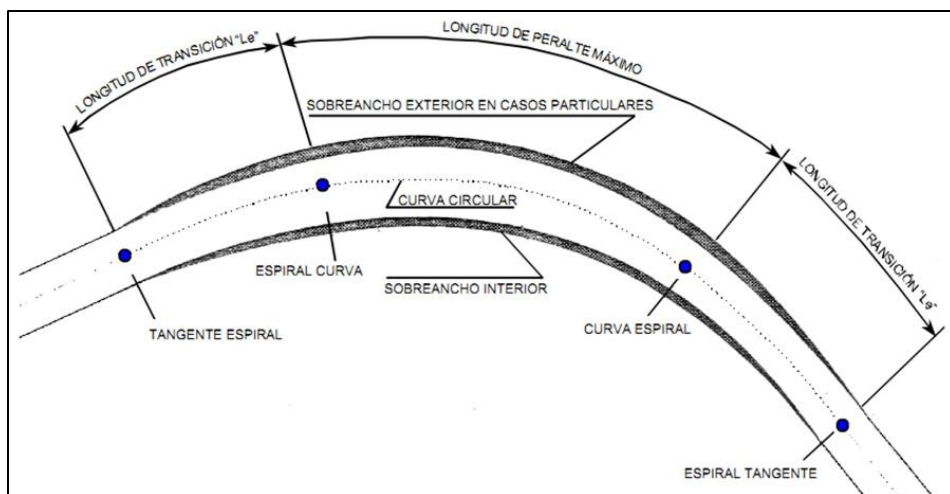 LONGITUD DE TRANSICIÓN "Le"
LONGITUD DE PERALTE MÁXIMO
SOBREANCHO EXTERIOR EN CASOS PARTICULARES
LONGITUD DE TRANSICIÓN "Le"
CURVA CIRCULAR
ESPIRAL CURVA
SOBREANCHO INTERIOR
TANGENTE ESPIRAL
CURVA ESPIRAL
ESPIRAL TANGENTE